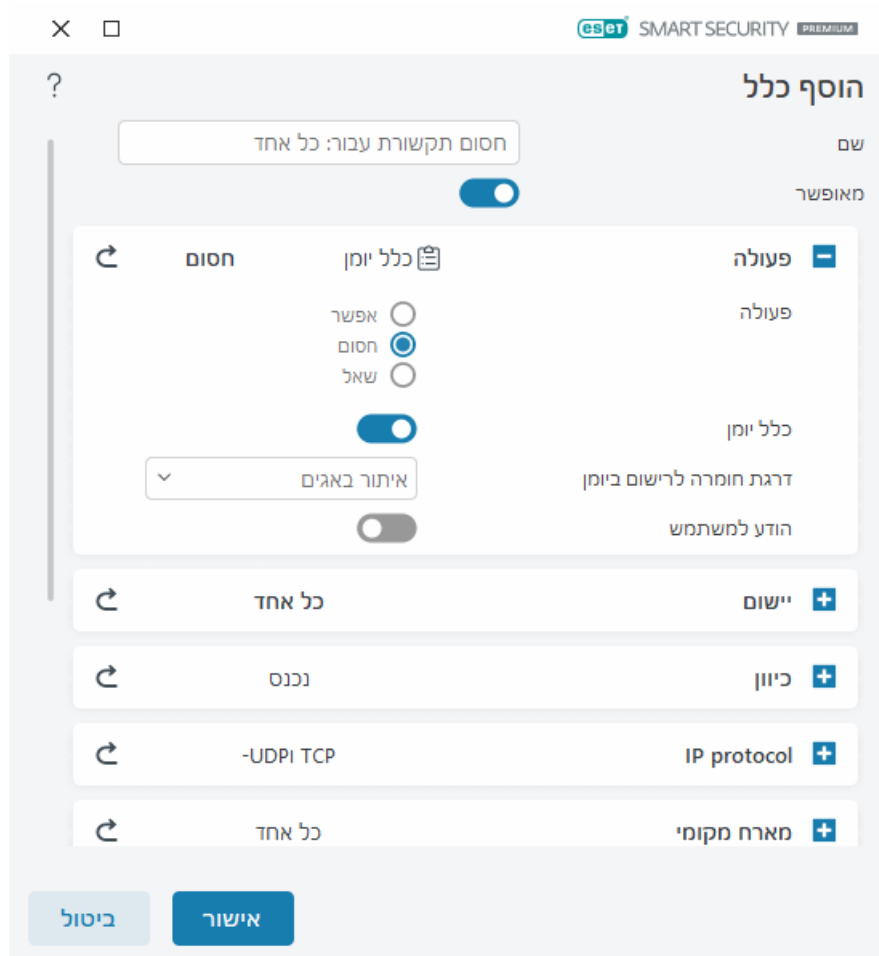 eset SMART SECURITY PREMIUM
הוסף כלל
?
שם
חסום תקשורת עבור: כל אחד
מאופשר
פעולה כלל יומן חסום
פעולה
אפשר
חסום
שאל
כלל יומן
דרגת חומרה לרישום ביומן איתור באגים
הודע למשתמש
יישום כל אחד
כיוון נכנס
IP protocol TCP ו-UDP
מארח מקומי כל אחד
אישור
ביטול